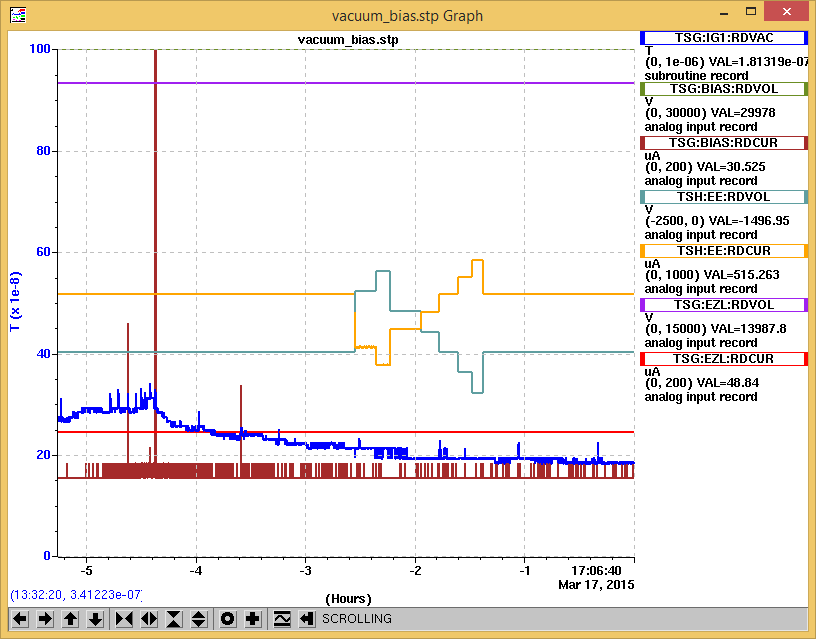 vacuum_bias.stp Graph
vacuum_bias.stp
TSG:IG1:RDVAC
T
(0, 1e-06) VAL=1.81319e-07
subroutine record
TSG:BIAS:RDVOL
V
(0, 30000) VAL=29978
analog input record
TSG:BIAS:RDCUR
uA
(0, 200) VAL=30.525
analog input record
TSH:EE:RDVOL
V
(-2500, 0) VAL=-1496.95
analog input record
TSH:EE:RDCUR
uA
(0, 1000) VAL=515.263
analog input record
TSG:EZL:RDVOL
V
(0, 15000) VAL=13987.8
analog input record
TSG:EZL:RDCUR
uA
(0, 200) VAL=48.84
analog input record
T (x 1e-8)
100
80
60
40
20
0
-5 -4 -3 -2 -1 17:06:40
Mar 17, 2015
(Hours)
(13:32:20, 3.41223e-07)
SCROLLING